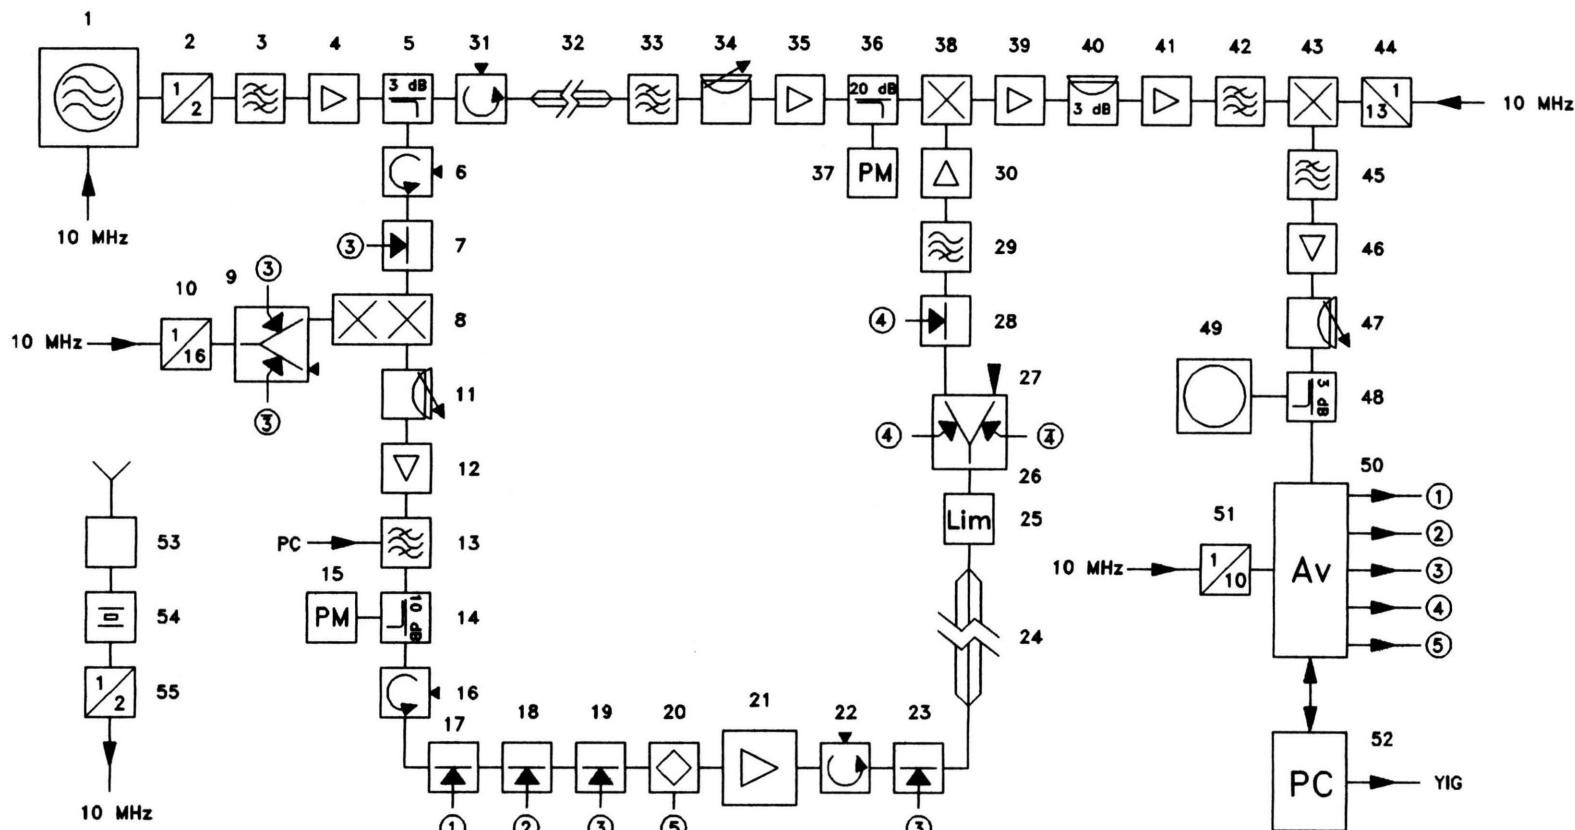 1 2 3 4 5 31 32 33 34 35 36 38 39 40 41 42 43 44
1 2 3 dB 20 dB 3 dB 1 13 10 MHz
10 MHz
6 37 PM 30 45
3 7 29 46
10 9 3 8 4 28 49 47
10 MHz 1 16
3
11 27 3 dB 48
4 4
12 26 50
Lim 25 51 1
2
PC 13 53 10 MHz 1 10 Av 3
15 54 4
PM 10 dB 14 24 5
1 2 55 16
17 18 19 20 21 22 23 52
10 MHz PC YIG
1 2 3 5 3